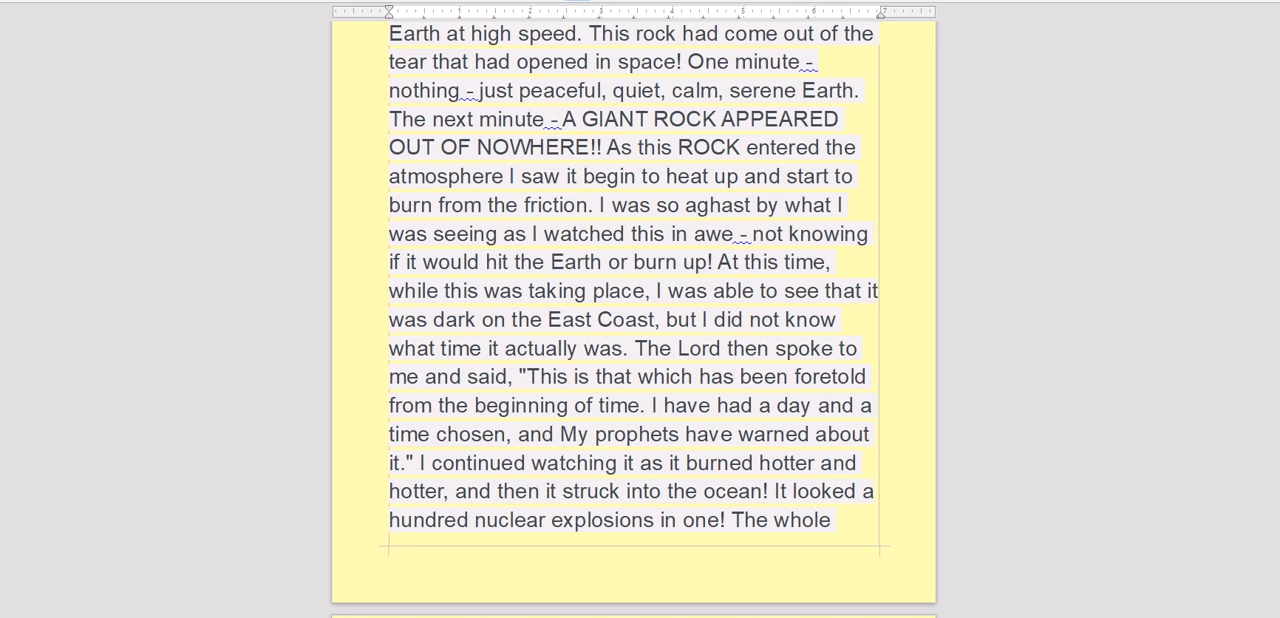 1 2 3 4 5 6 7
Earth at high speed. This rock had come out of the
tear that had opened in space! One minute -
nothing - just peaceful, quiet, calm, serene Earth.
The next minute - A GIANT ROCK APPEARED
OUT OF NOWHERE!! As this ROCK entered the
atmosphere I saw it begin to heat up and start to
burn from the friction. I was so aghast by what I
was seeing as I watched this in awe - not knowing
if it would hit the Earth or burn up! At this time,
while this was taking place, I was able to see that it
was dark on the East Coast, but I did not know
what time it actually was. The Lord then spoke to
me and said, "This is that which has been foretold
from the beginning of time. I have had a day and a
time chosen, and My prophets have warned about
it." I continued watching it as it burned hotter and
hotter, and then it struck into the ocean! It looked a
hundred nuclear explosions in one! The whole